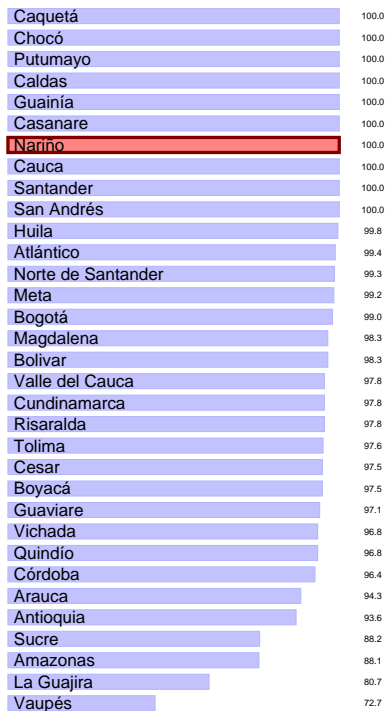 Caquetá 100.0
Chocó 100.0
Putumayo 100.0
Caldas 100.0
Guainía 100.0
Casanare 100.0
Nariño 100.0
Cauca 100.0
Santander 100.0
San Andrés 100.0
Huila 99.8
Atlántico 99.4
Norte de Santander 99.3
Meta 99.2
Bogotá 99.0
Magdalena 98.3
Bolivar 98.3
Valle del Cauca 97.8
Cundinamarca 97.8
Risaralda 97.8
Tolima 97.6
Cesar 97.5
Boyacá 97.5
Guaviare 97.1
Vichada 96.8
Quindío 96.8
Córdoba 96.4
Arauca 94.3
Antioquia 93.6
Sucre 88.2
Amazonas 88.1
La Guajira 80.7
Vaupés 72.7